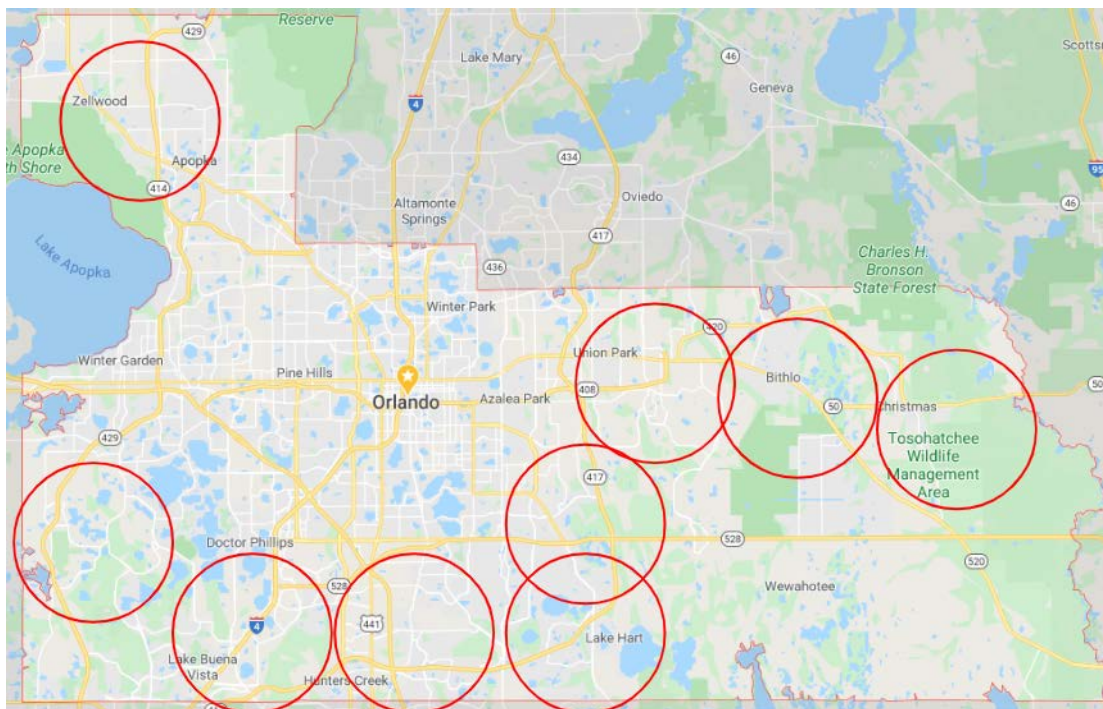 Reserve
429
Lake Mary
46
Scotts
Zellwood
4
Geneva
Apopka
e Apopka
th Shore
414
434
95
Altamonte
Springs
Oviedo
46
417
Lake Apopka
436
Charles H.
Bronson
State Forest
Winter Park
420
Winter Garden
Pine Hills
Union Park
Bithlo
408
50
Orlando
Azalea Park
50
Christmas
429
Tosohatchee
Wildlife
Management
Area
417
Doctor Phillips
528
520
528
Wewahotee
441
4
Lake Hart
Lake Buena
Vista
Hunters Creek